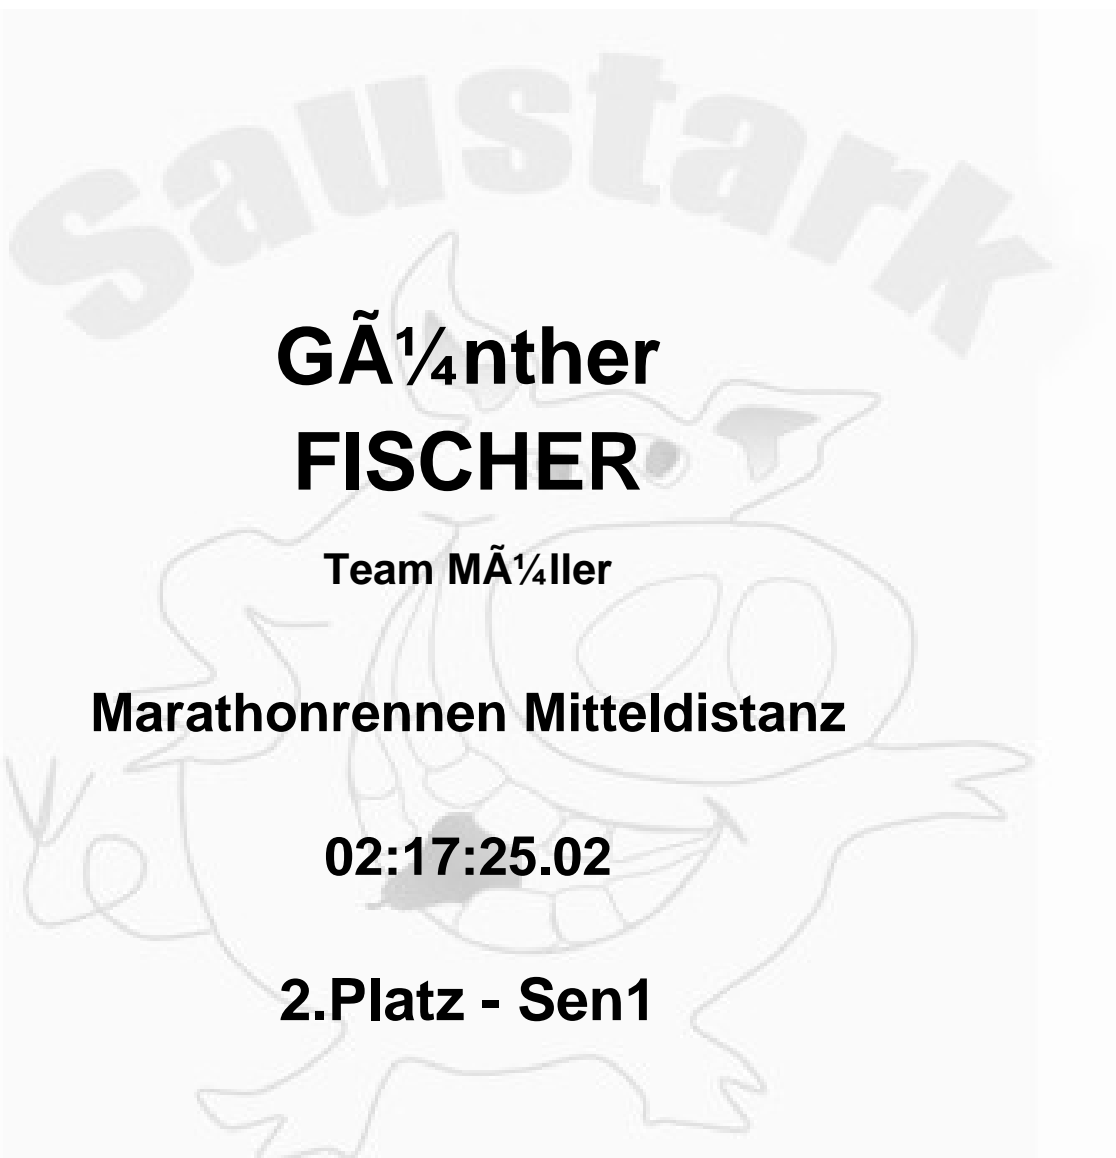 Saustark
GÃ¼nther
FISCHER
Team MÃ¼ller
Marathonrennen Mitteldistanz
02:17:25.02
2.Platz - Sen1